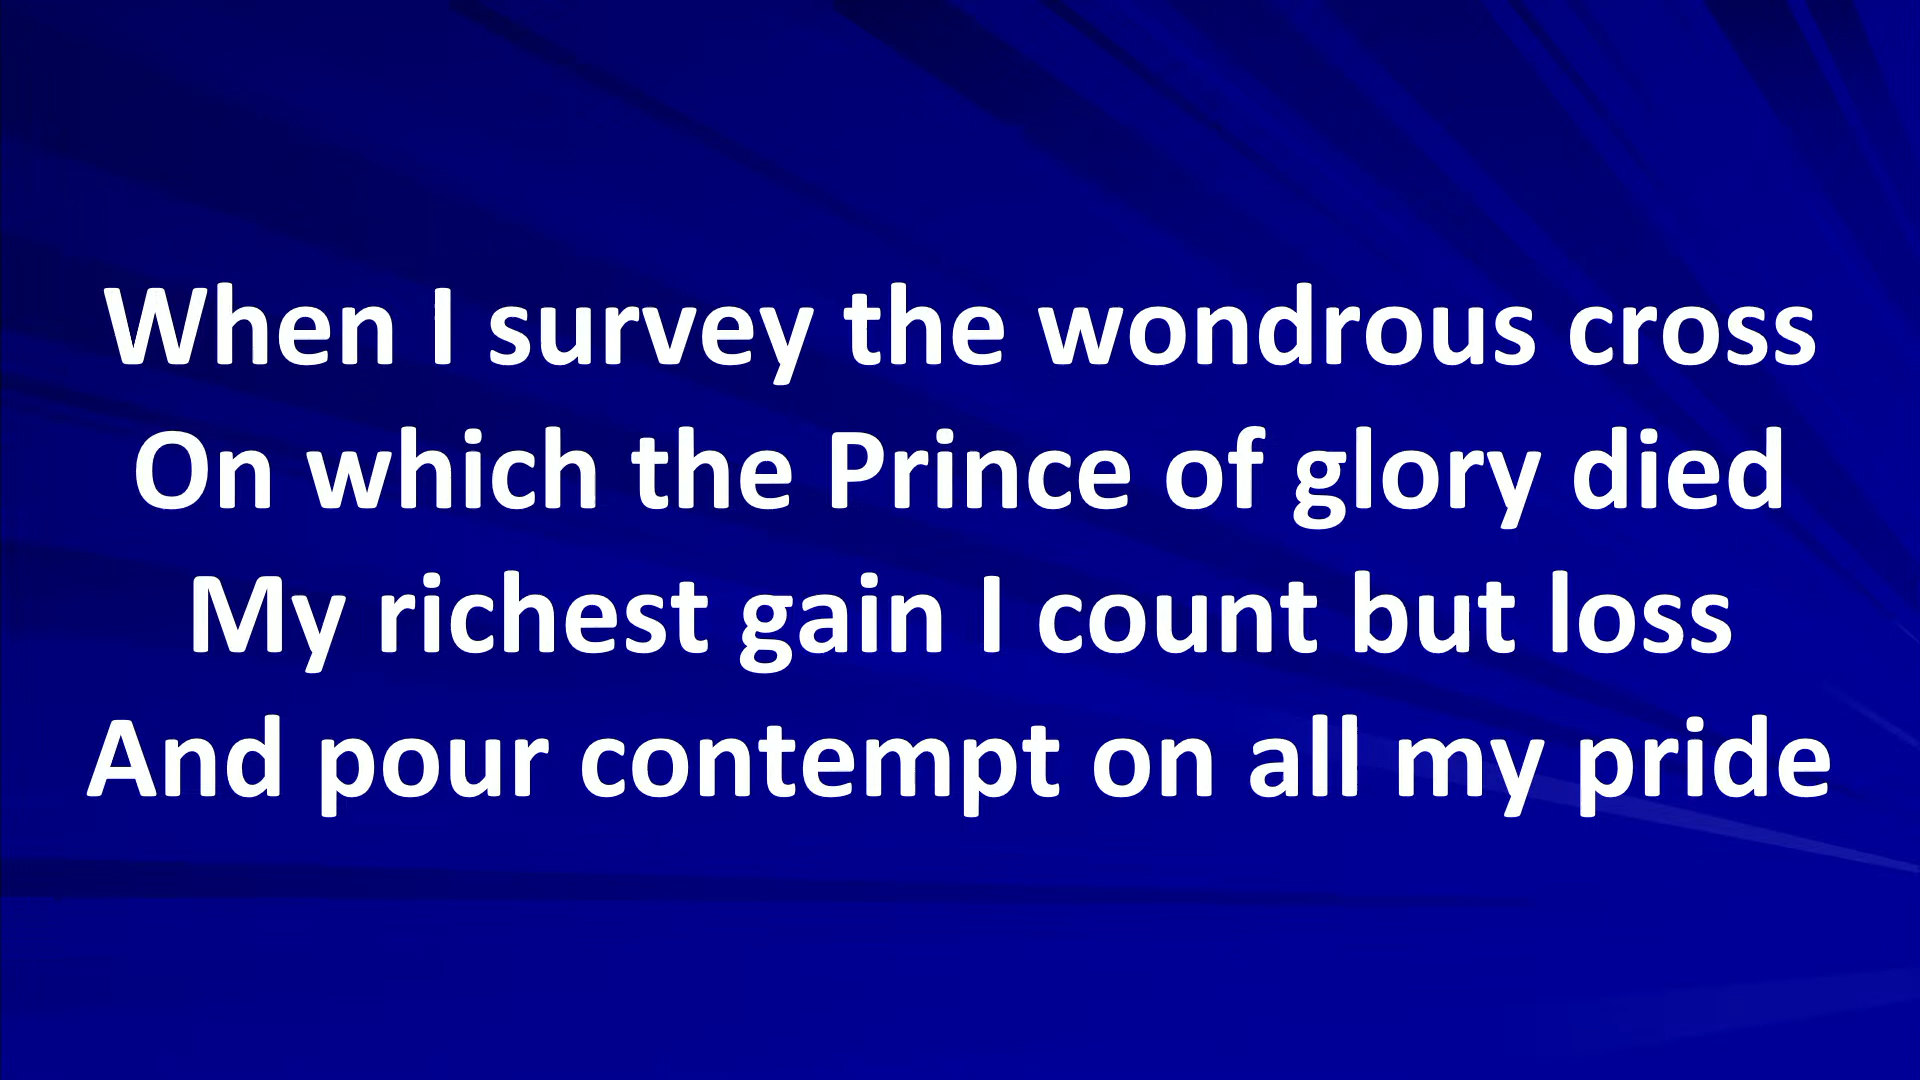 When I survey the wondrous cross
On which the Prince of glory died
My richest gain I count but loss
And pour contempt on all my pride